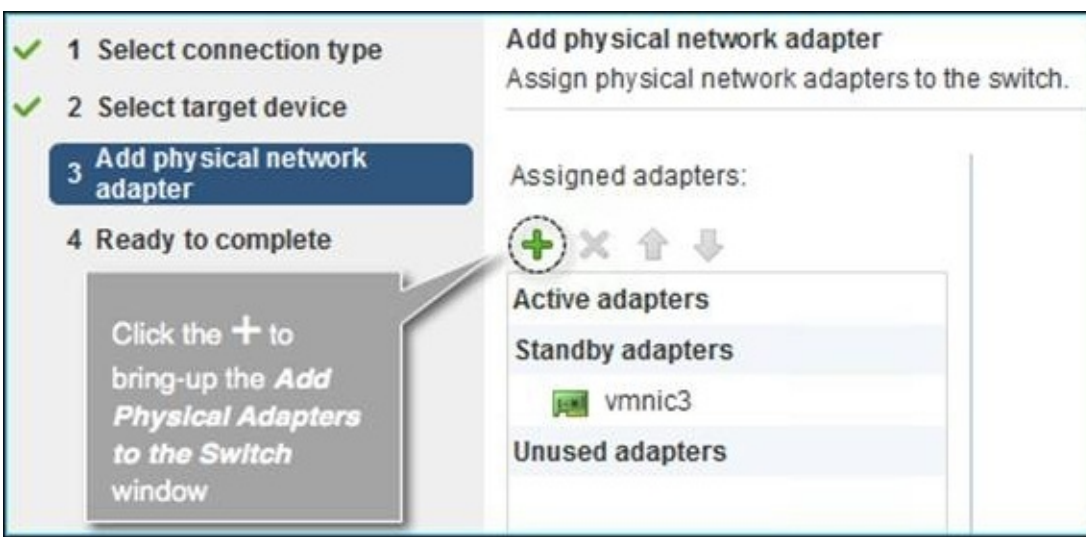 1 Select connection type
2 Select target device
3 Add physical network
adapter
4 Ready to complete
Click the + to
bring-up the Add
Physical Adapters
to the Switch
window
Add physical network adapter
Assign physical network adapters to the switch.
Assigned adapters:
Active adapters
Standby adapters
vmnic3
Unused adapters